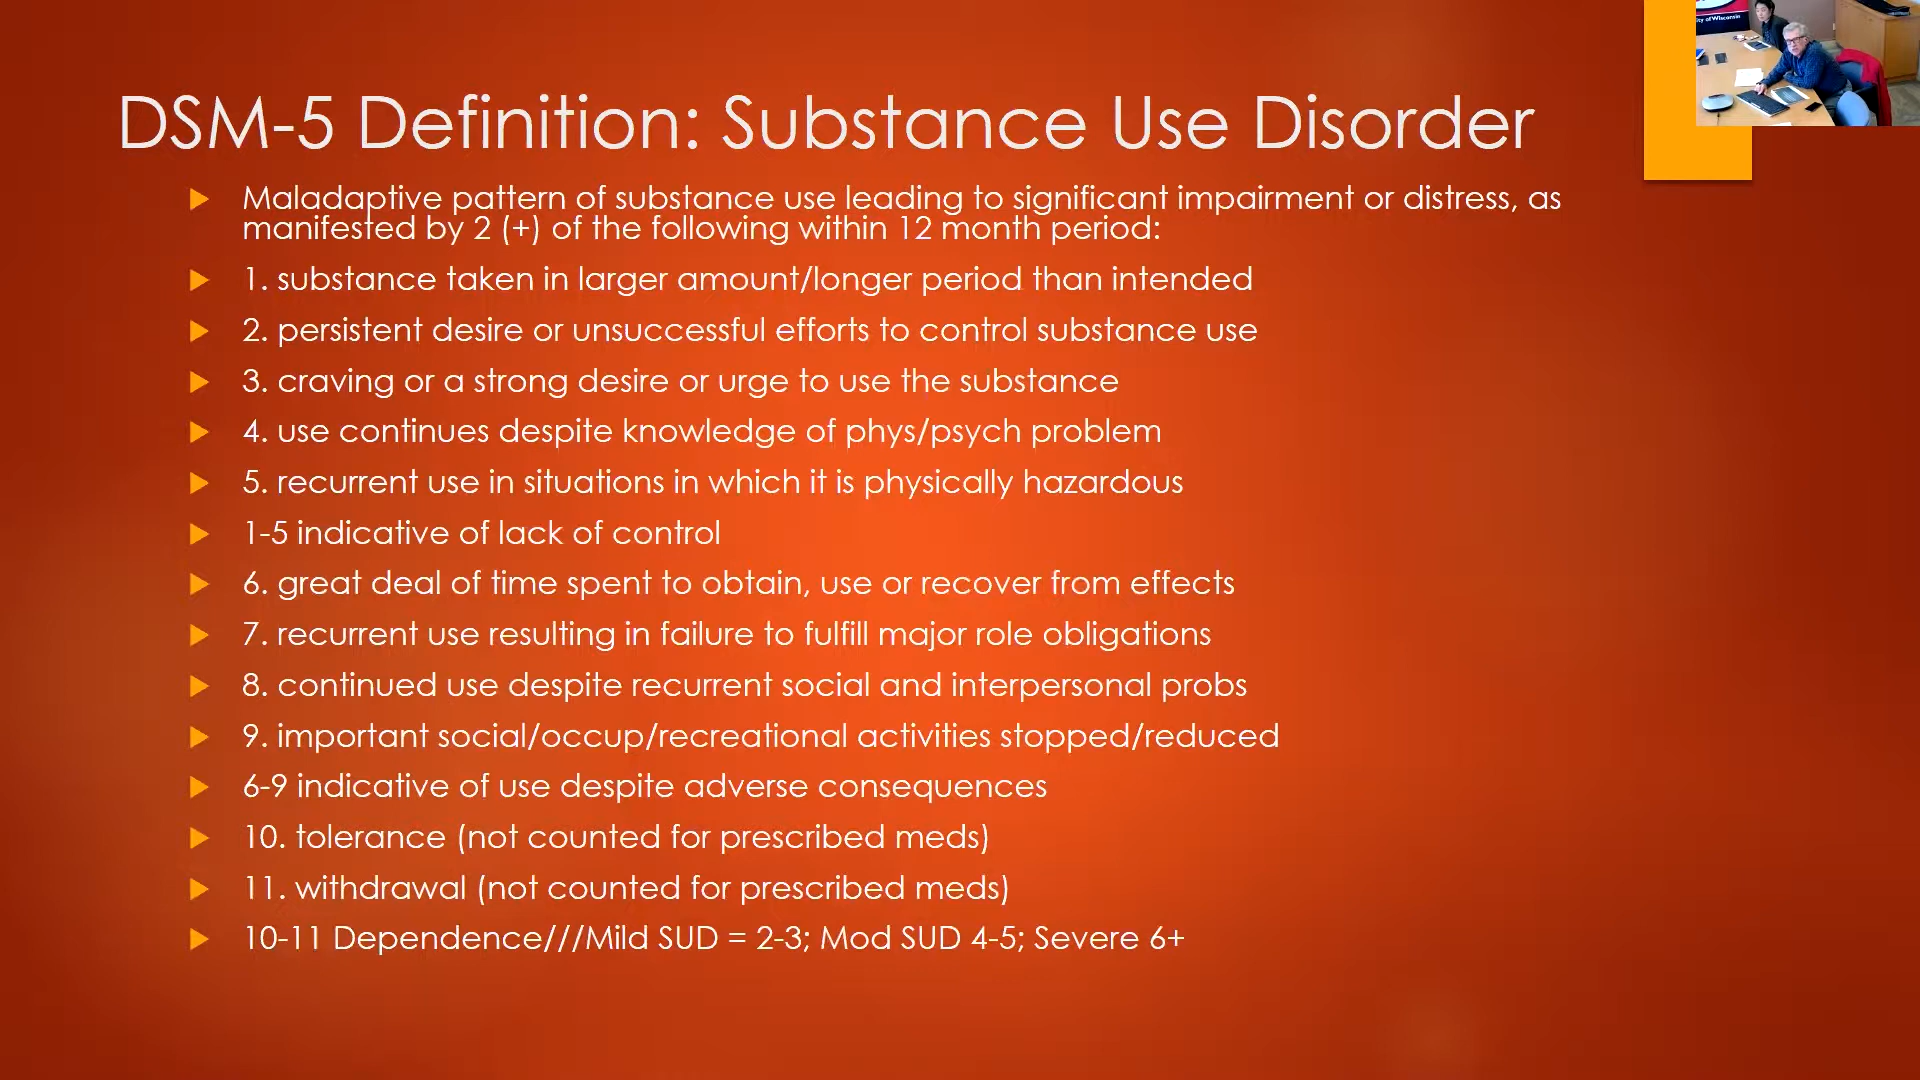 DSM-5 Definition: Substance Use Disorder
Maladaptive pattern of substance use leading to significant impairment or distress, as
manifested by 2 (+) of the following within 12 month period:
1. substance taken in larger amount/longer period than intended
2. persistent desire or unsuccessful efforts to control substance use
3. craving or a strong desire or urge to use the substance
4. use continues despite knowledge of phys/psych problem
5. recurrent use in situations in which it is physically hazardous
1-5 indicative of lack of control
6. great deal of time spent to obtain, use or recover from effects
7. recurrent use resulting in failure to fulfill major role obligations
8. continued use despite recurrent social and interpersonal probs
9. important social/occup/recreational activities stopped/reduced
6-9 indicative of use despite adverse consequences
10. tolerance (not counted for prescribed meds)
11. withdrawal (not counted for prescribed meds)
10-11 Dependence///Mild SUD = 2-3; Mod SUD 4-5; Severe 6+
of Wisconsin